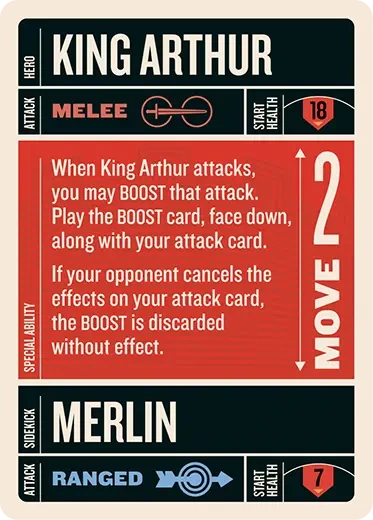 HERO
KING ARTHUR
ATTACK
MELEE
START
HEALTH
18
SPECIAL ABILITY
When King Arthur attacks,
you may BOOST that attack.
Play the BOOST card, face down,
along with your attack card.
If your opponent cancels the
effects on your attack card,
the BOOST is discarded
without effect.
MOVE 2
SIDEKICK
MERLIN
ATTACK
RANGED
START
HEALTH
7